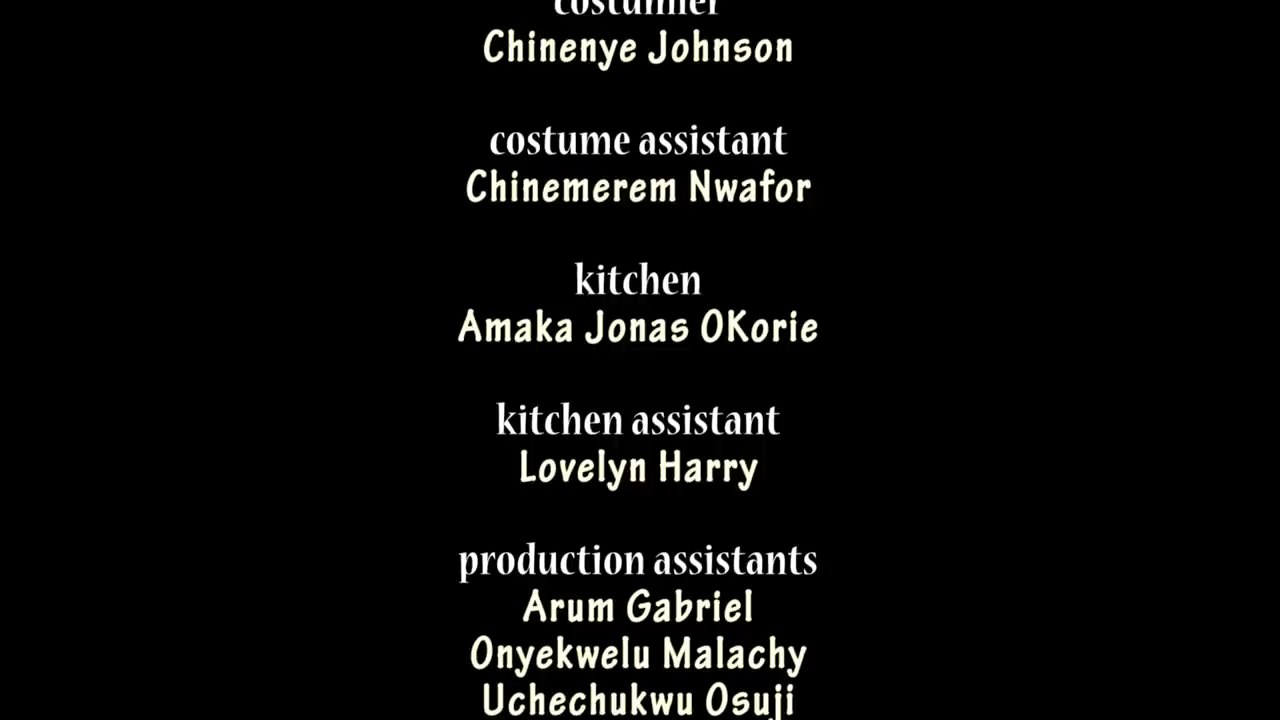 costumier
Chinenye Johnson
costume assistant
Chinemerem Nwafor
kitchen
Amaka Jonas OKorie
kitchen assistant
Lovelyn Harry
production assistants
Arum Gabriel
Onyekwelu Malachy
Uchechukwu Osuji